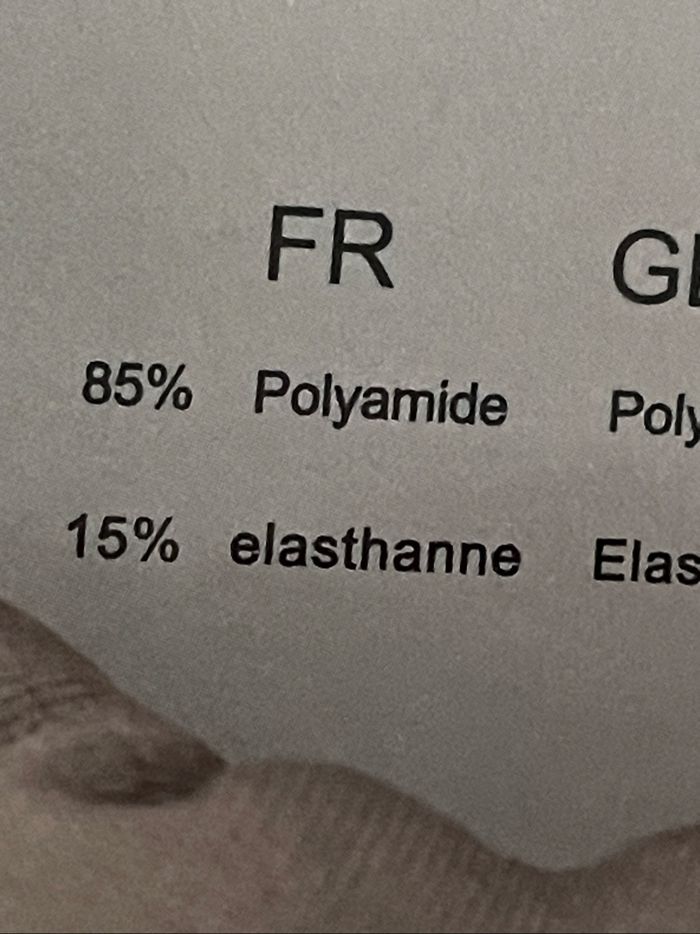 FR
85% Polyamide
15% elasthanne